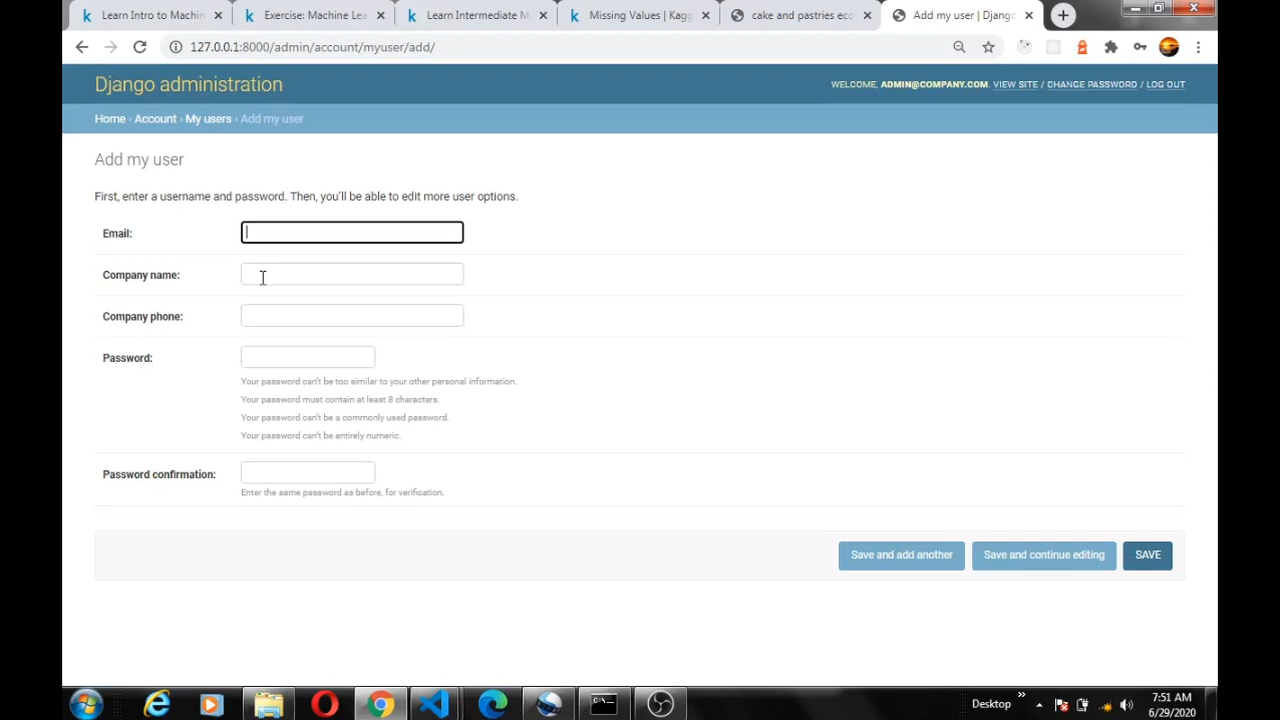 Learn Intro to Machin
Exercise: Machine Lea
Learn Intermediate M
Missing Values | Kagg
cake and pastries eco
Add my user | Django
127.0.0.1:8000/admin/account/myuser/add/
Django administration
WELCOME, ADMIN@COMPANY.COM. VIEW SITE / CHANGE PASSWORD / LOG OUT
Home › Account › My users › Add my user
Add my user
First, enter a username and password. Then, you'll be able to edit more user options.
Email:
Company name:
Company phone:
Password:
Your password can't be too similar to your other personal information.
Your password must contain at least 8 characters.
Your password can't be a commonly used password.
Your password can't be entirely numeric.
Password confirmation:
Enter the same password as before, for verification.
Save and add another
Save and continue editing
SAVE
Desktop
7:51 AM
6/29/2020